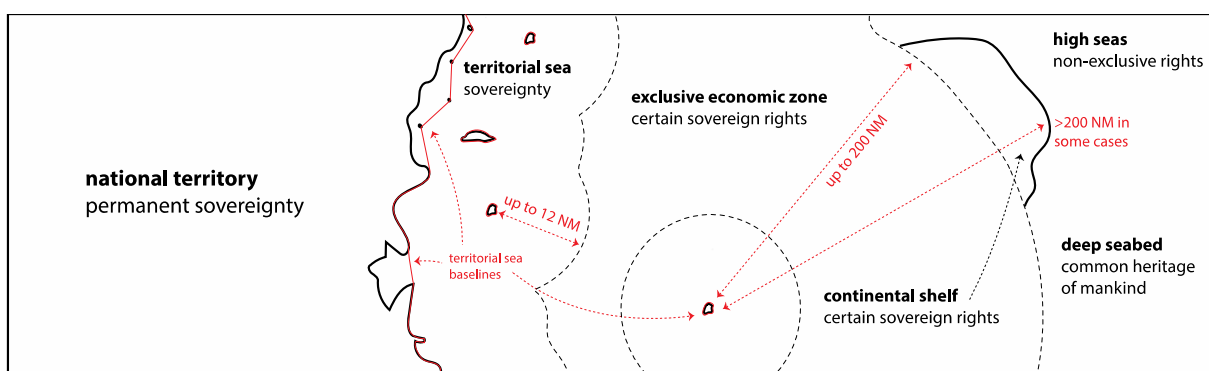 national territory
permanent sovereignty
territorial sea
sovereignty
up to 12 NM
territorial sea
baselines
exclusive economic zone
certain sovereign rights
up to 200 NM
continental shelf
certain sovereign rights
high seas
non-exclusive rights
>200 NM in
some cases
deep seabed
common heritage
of mankind